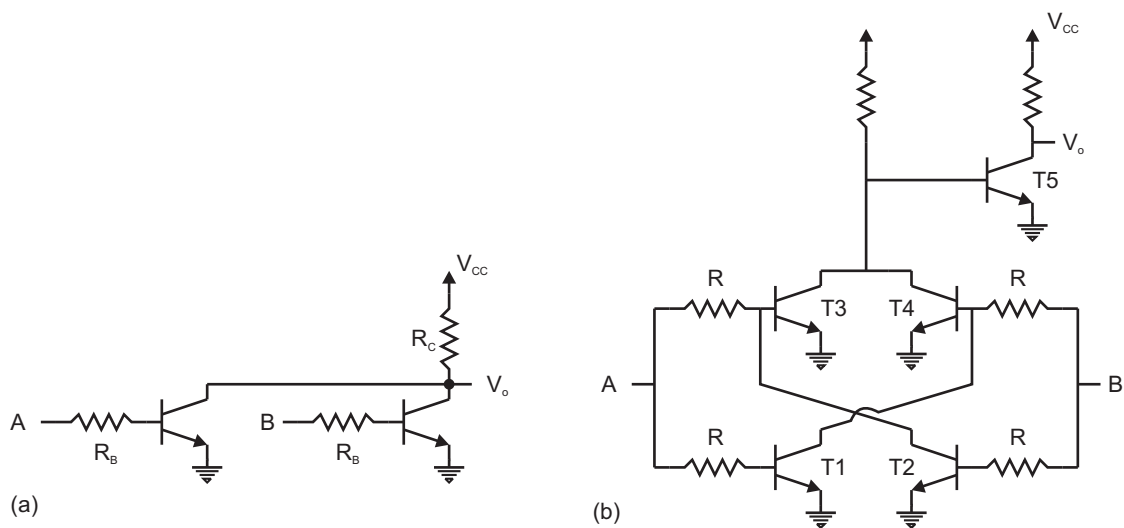 V_CC
R_C
V_o
A
R_B
B
R_B
(a)
V_CC
V_o
T5
R
T3
T4
R
A
B
R
T1
T2
R
(b)